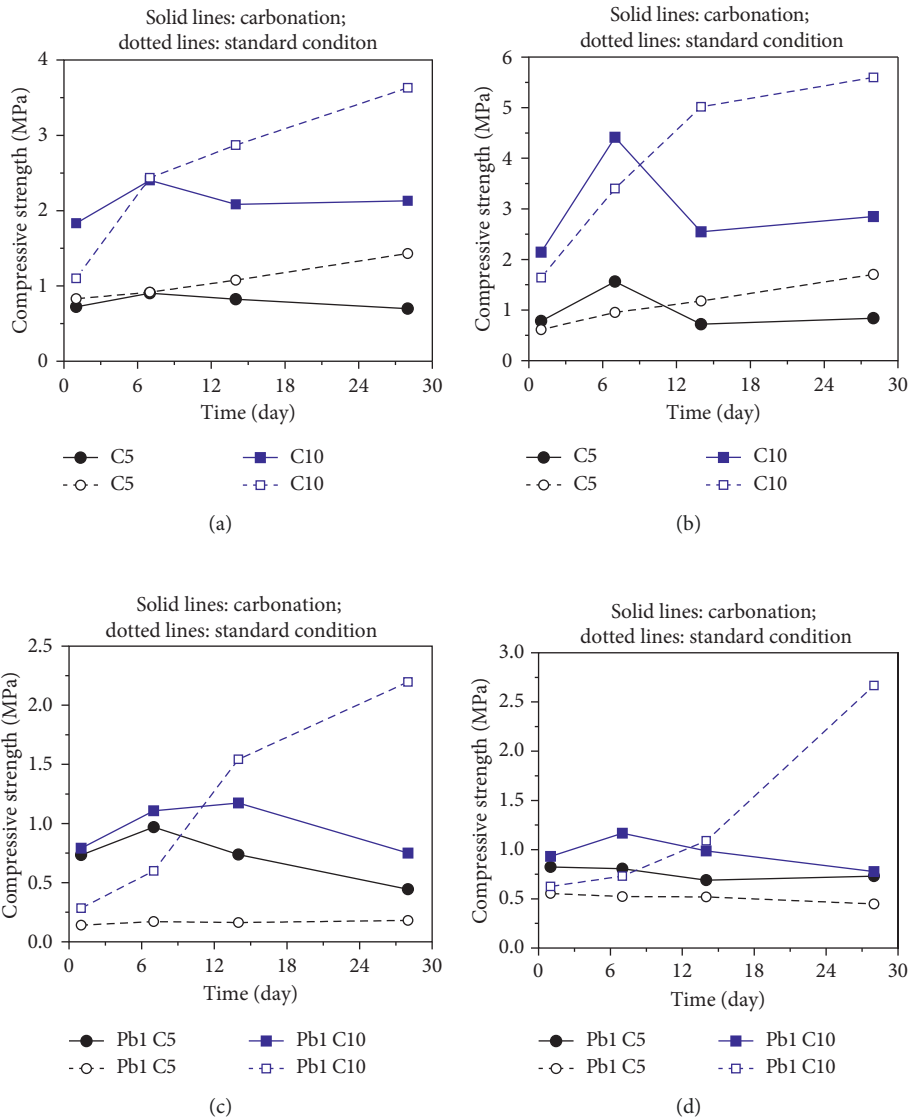 Solid lines: carbonation;
dotted lines: standard conditon
Compressive strength (MPa)
4
3
2
1
0
0 6 12 18 24 30
Time (day)
C5 C10
C5 C10
(a)
Solid lines: carbonation;
dotted lines: standard condition
Compressive strength (MPa)
6
5
4
3
2
1
0
0 6 12 18 24 30
Time (day)
C5 C10
C5 C10
(b)
Solid lines: carbonation;
dotted lines: standard condition
Compressive strength (MPa)
2.5
2.0
1.5
1.0
0.5
0.0
0 6 12 18 24 30
Time (day)
Pb1 C5 Pb1 C10
Pb1 C5 Pb1 C10
(c)
Solid lines: carbonation;
dotted lines: standard condition
Compressive strength (MPa)
3.0
2.5
2.0
1.5
1.0
0.5
0.0
0 6 12 18 24 30
Time (day)
Pb1 C5 Pb1 C10
Pb1 C5 Pb1 C10
(d)